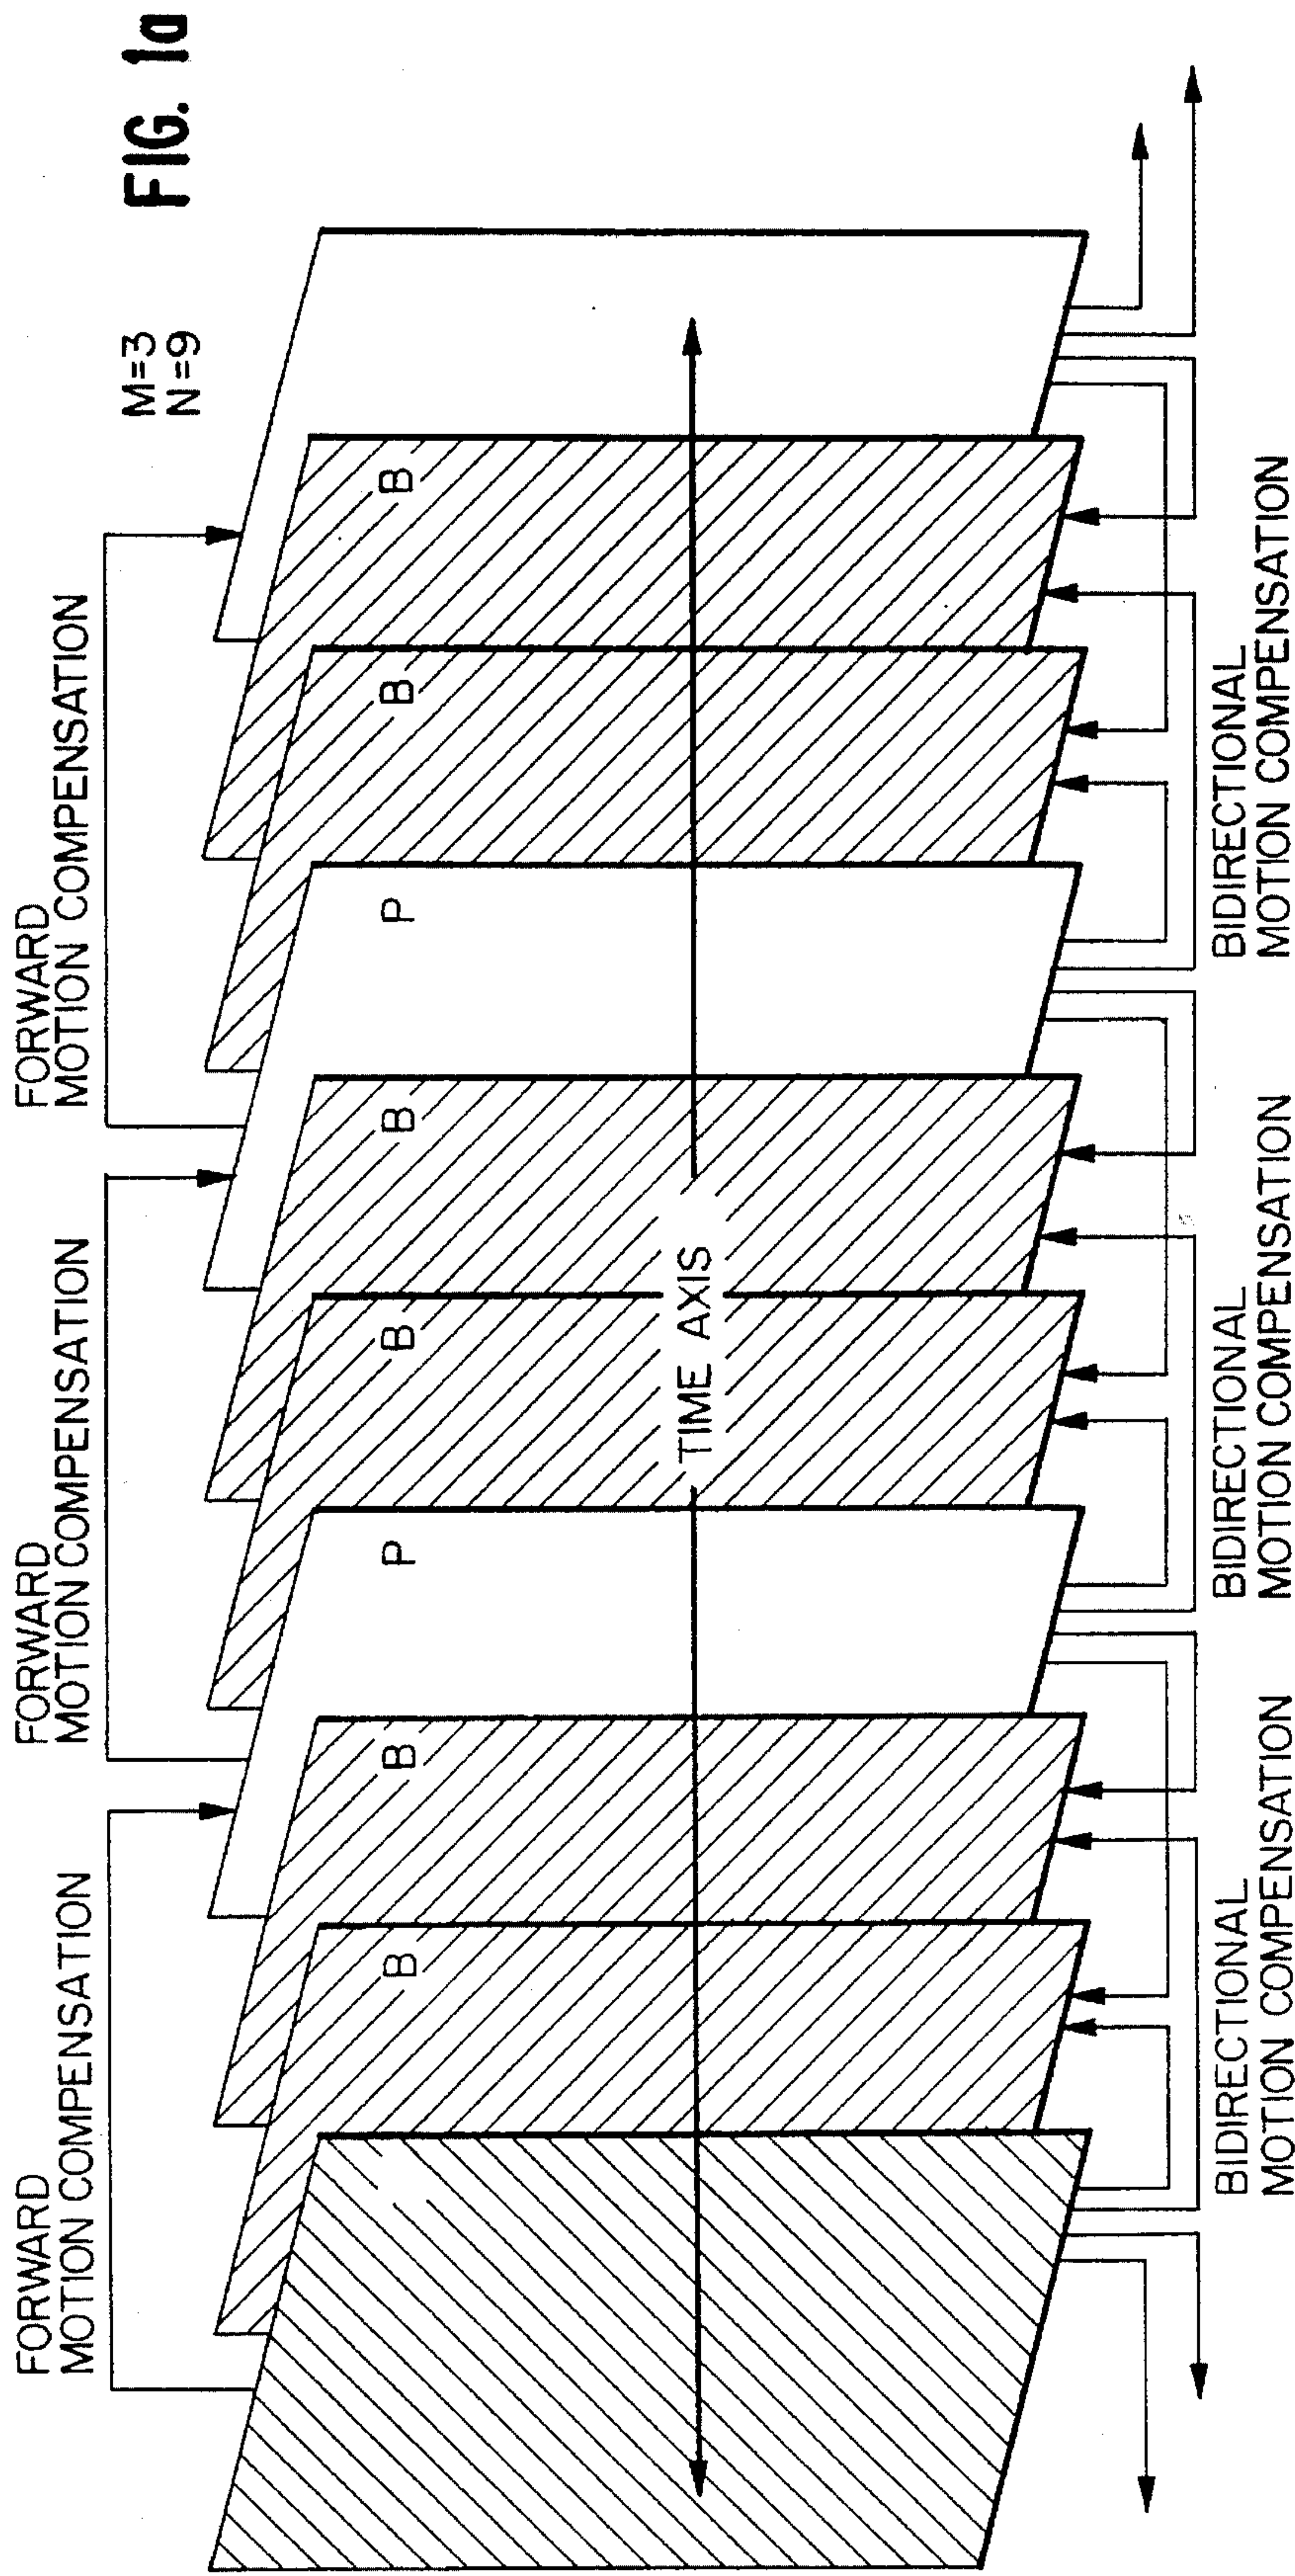 FIG. 1a
M=3
N=9
FORWARD
MOTION COMPENSATION
FORWARD
MOTION COMPENSATION
FORWARD
MOTION COMPENSATION
B
B
P
B
B
P
B
B
TIME AXIS
BIDIRECTIONAL
MOTION COMPENSATION
BIDIRECTIONAL
MOTION COMPENSATION
BIDIRECTIONAL
MOTION COMPENSATION